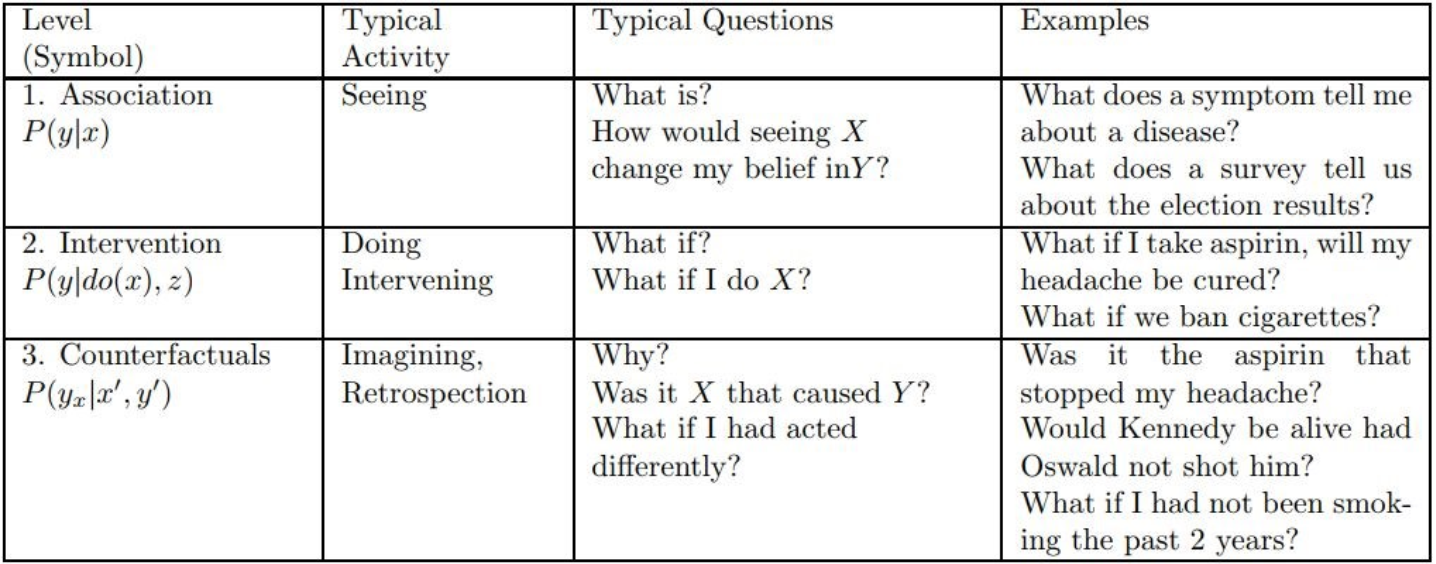 Level
(Symbol)
Typical
Activity
Typical Questions
Examples
1. Association
P(y|x)
Seeing
What is?
How would seeing X
change my belief inY?
What does a symptom tell me
about a disease?
What does a survey tell us
about the election results?
2. Intervention
P(y|do(x), z)
Doing
Intervening
What if?
What if I do X?
What if I take aspirin, will my
headache be cured?
What if we ban cigarettes?
3. Counterfactuals
P(yₓ|x′, y′)
Imagining,
Retrospection
Why?
Was it X that caused Y?
What if I had acted
differently?
Was it the aspirin that
stopped my headache?
Would Kennedy be alive had
Oswald not shot him?
What if I had not been smok-
ing the past 2 years?